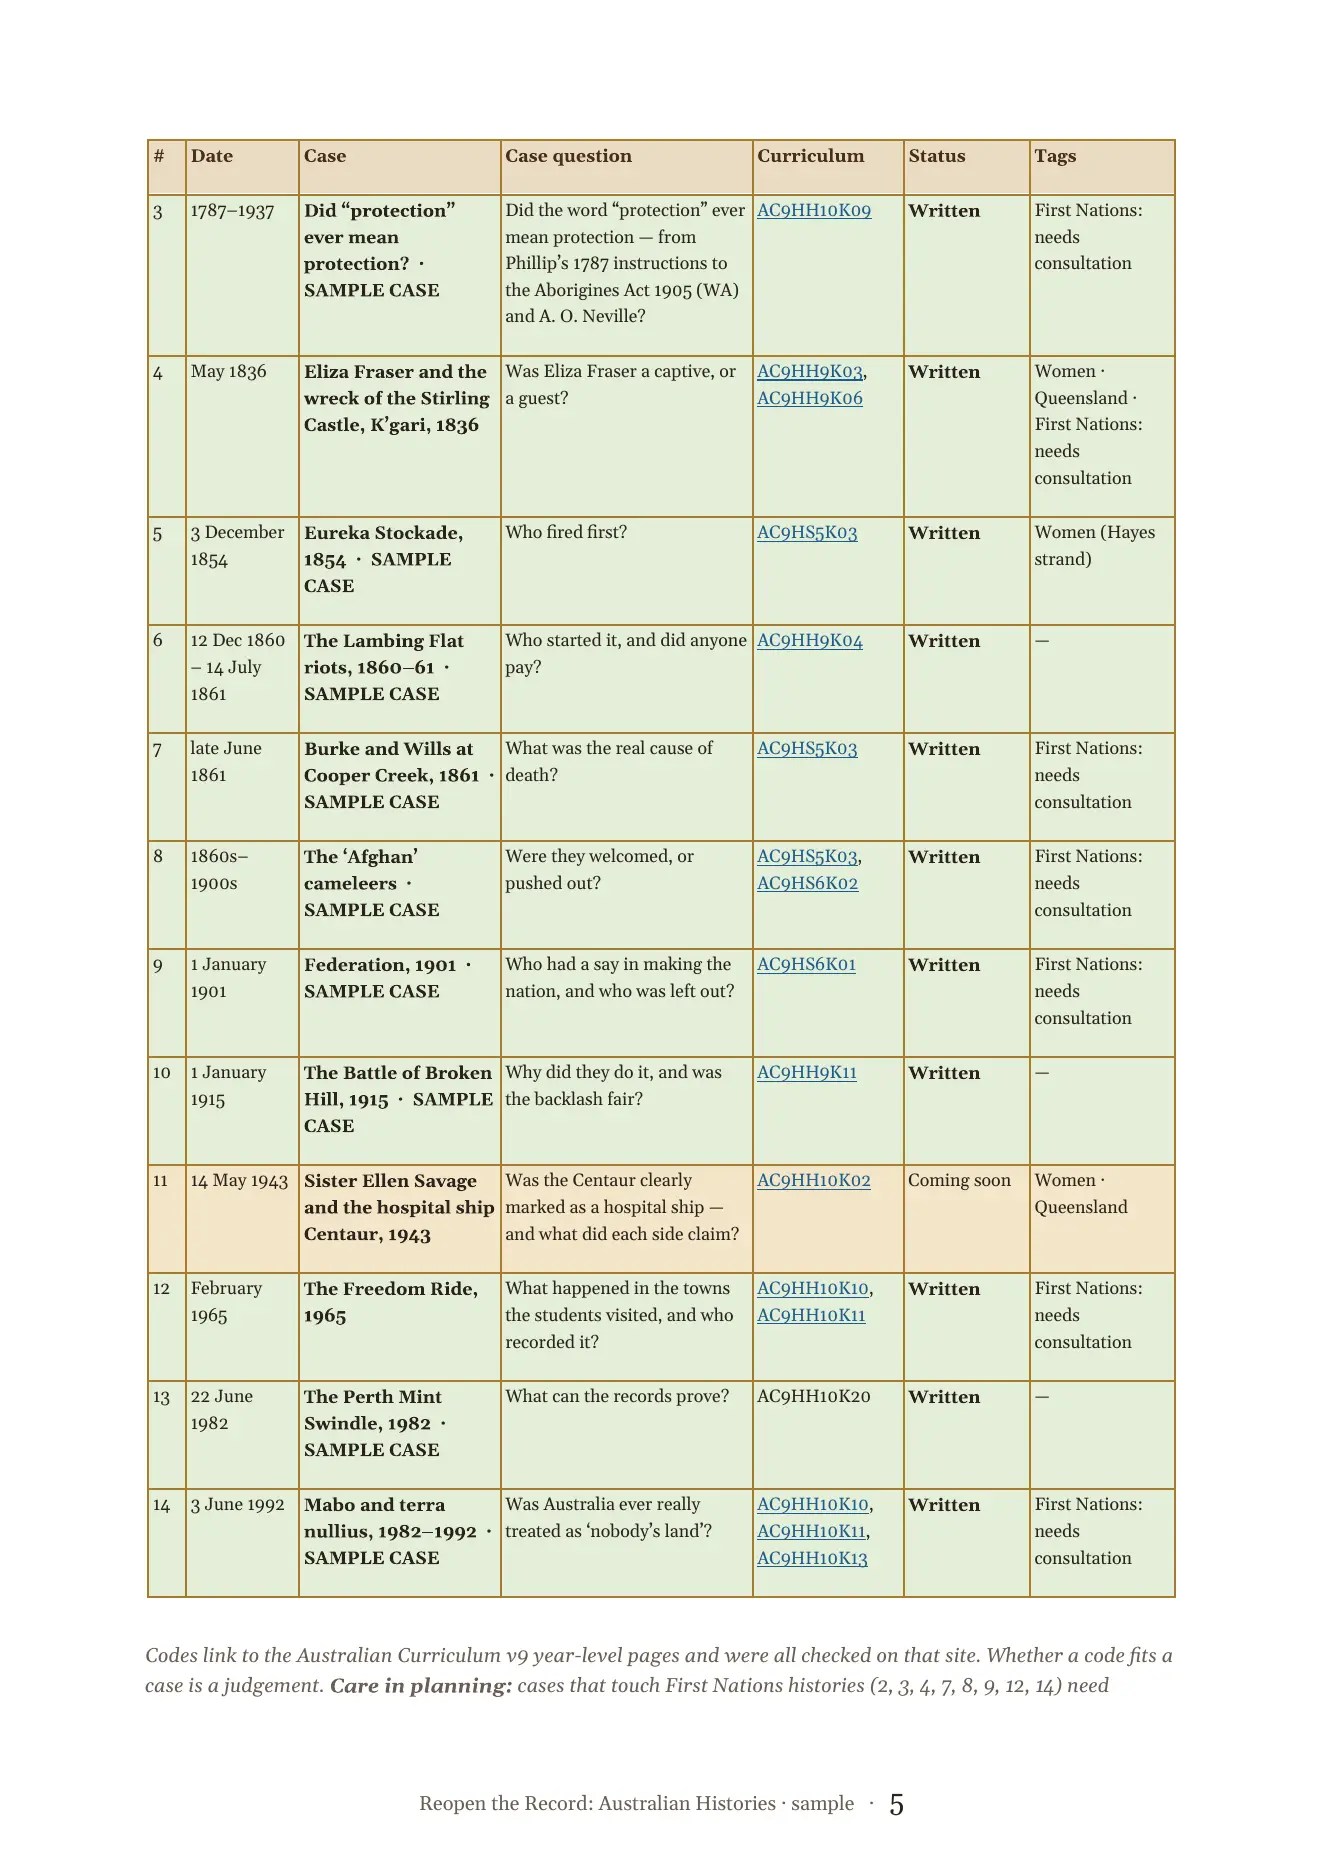 # Date Case Case question Curriculum Status Tags
3 1787–1937 Did “protection” Did the word “protection” ever AC9HH10K09 Written First Nations:
ever mean mean protection — from needs
protection? · Phillip’s 1787 instructions to consultation
SAMPLE CASE the Aborigines Act 1905 (WA)
and A. O. Neville?
4 May 1836 Eliza Fraser and the Was Eliza Fraser a captive, or AC9HH9K03, Written Women ·
wreck of the Stirling a guest? AC9HH9K06 Queensland ·
Castle, K’gari, 1836 First Nations:
needs
consultation
5 3 December Eureka Stockade, Who fired first? AC9HS5K03 Written Women (Hayes
1854 1854 · SAMPLE strand)
CASE
6 12 Dec 1860 The Lambing Flat Who started it, and did anyone AC9HH9K04 Written —
– 14 July riots, 1860–61 · pay?
1861 SAMPLE CASE
7 late June Burke and Wills at What was the real cause of AC9HS5K03 Written First Nations:
1861 Cooper Creek, 1861 · death? needs
SAMPLE CASE consultation
8 1860s– The ‘Afghan’ Were they welcomed, or AC9HS5K03, Written First Nations:
1900s cameleers · pushed out? AC9HS6K02 needs
SAMPLE CASE consultation
9 1 January Federation, 1901 · Who had a say in making the AC9HS6K01 Written First Nations:
1901 SAMPLE CASE nation, and who was left out? needs
consultation
10 1 January The Battle of Broken Why did they do it, and was AC9HH9K11 Written —
1915 Hill, 1915 · SAMPLE the backlash fair?
CASE
11 14 May 1943 Sister Ellen Savage Was the Centaur clearly AC9HH10K02 Coming soon Women ·
and the hospital ship marked as a hospital ship — Queensland
Centaur, 1943 and what did each side claim?
12 February The Freedom Ride, What happened in the towns AC9HH10K10, Written First Nations:
1965 1965 the students visited, and who AC9HH10K11 needs
recorded it? consultation
13 22 June The Perth Mint What can the records prove? AC9HH10K20 Written —
1982 Swindle, 1982 ·
SAMPLE CASE
14 3 June 1992 Mabo and terra Was Australia ever really AC9HH10K10, Written First Nations:
nullius, 1982–1992 · treated as ‘nobody’s land’? AC9HH10K11, needs
SAMPLE CASE AC9HH10K13 consultation
Codes link to the Australian Curriculum v9 year-level pages and were all checked on that site. Whether a code fits a
case is a judgement. Care in planning: cases that touch First Nations histories (2, 3, 4, 7, 8, 9, 12, 14) need
Reopen the Record: Australian Histories · sample · 5